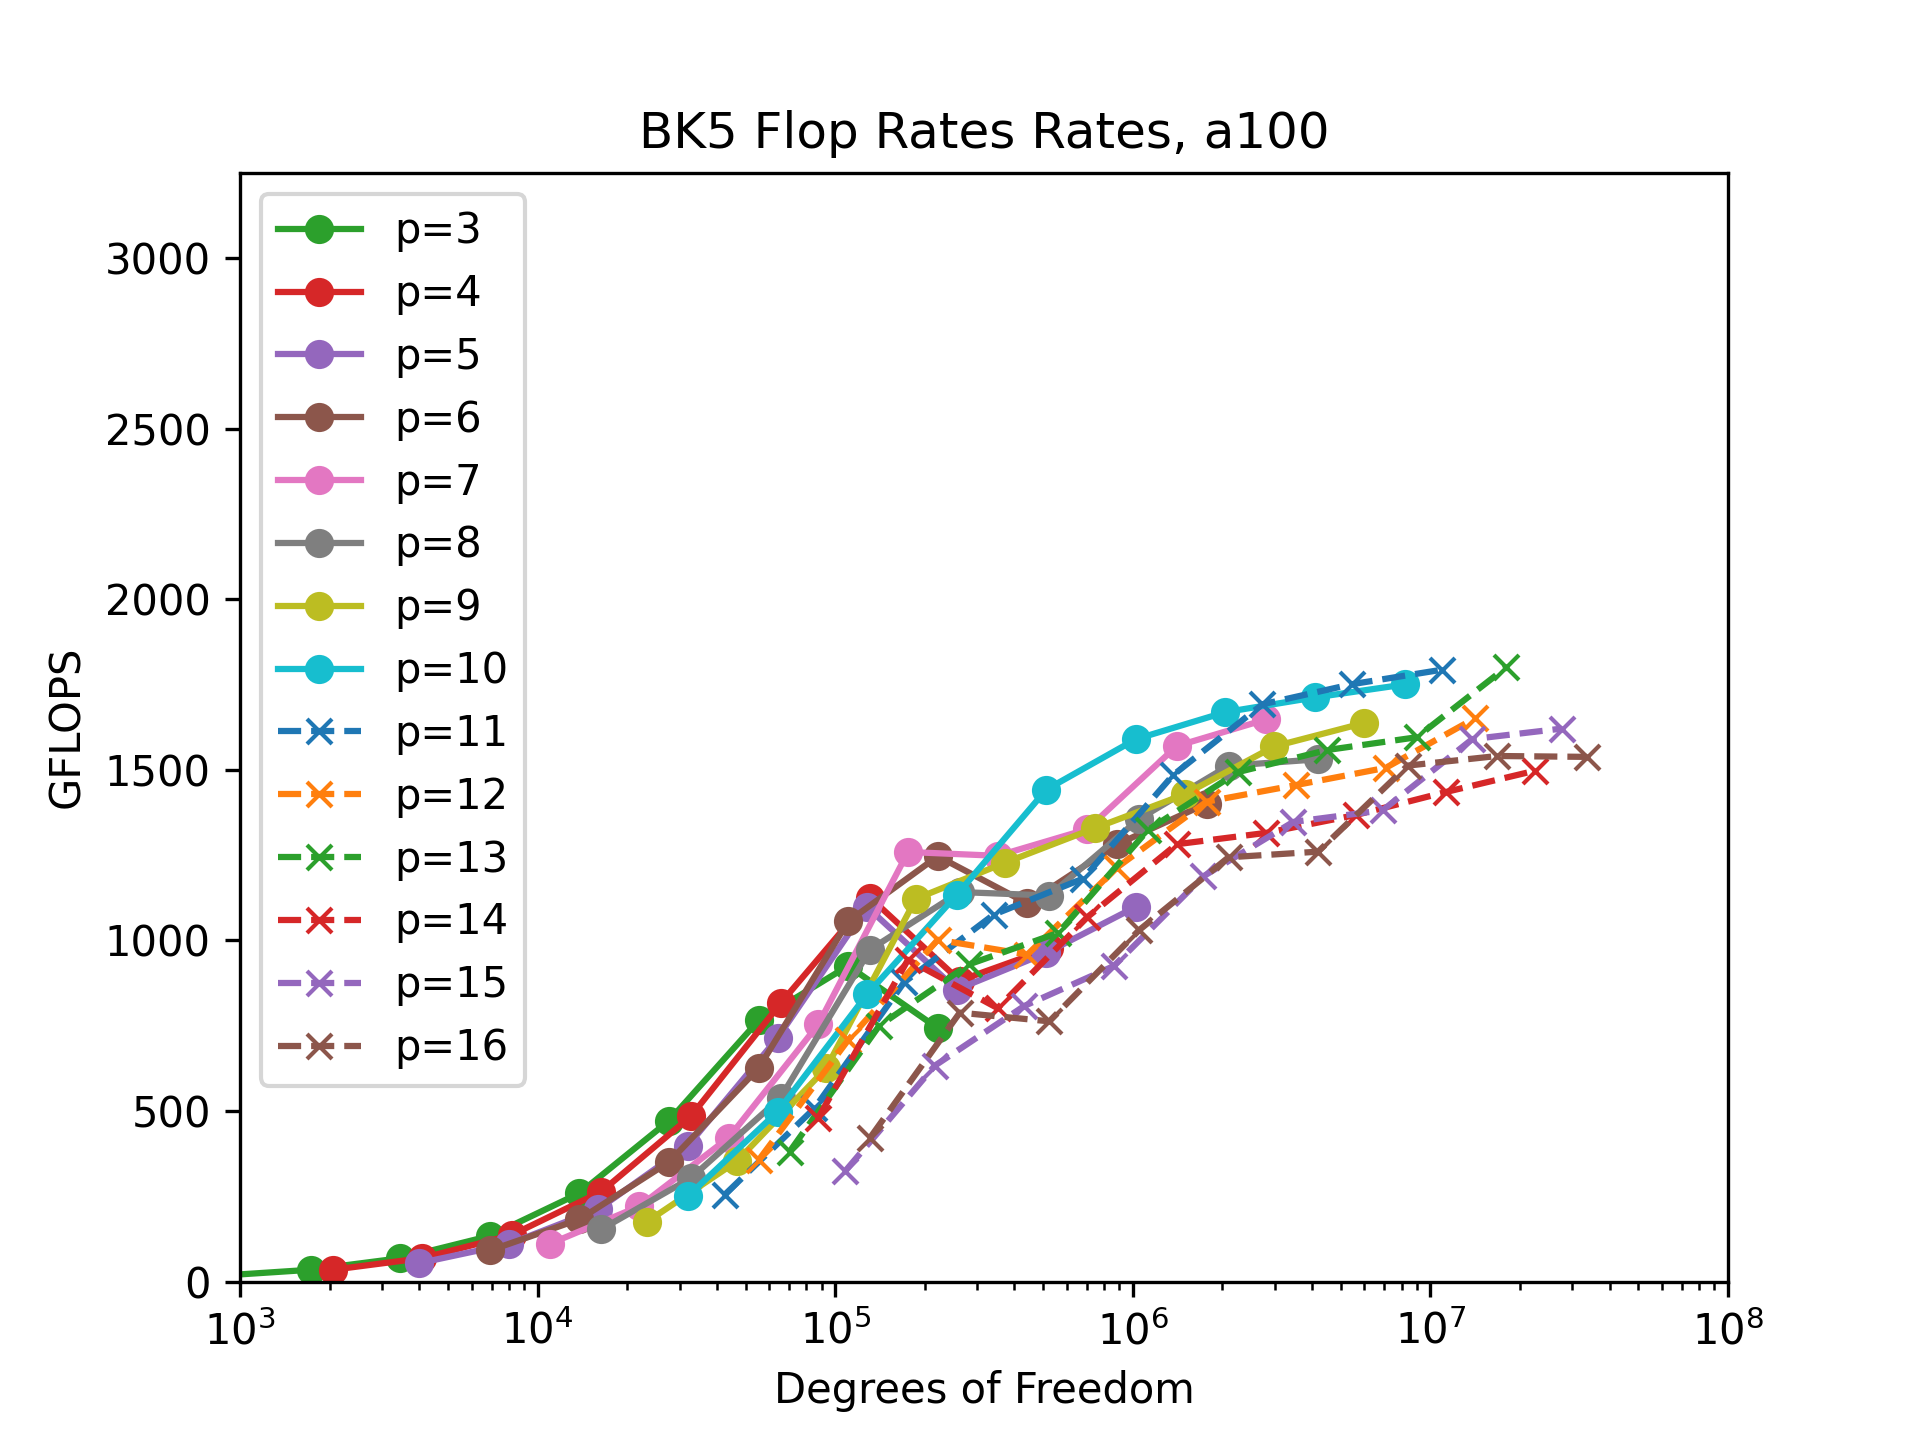 BK5 Flop Rates Rates, a100
3000
2500
2000
1500
1000
500
0
GFLOPS
p=3
p=4
p=5
p=6
p=7
p=8
p=9
p=10
p=11
p=12
p=13
p=14
p=15
p=16
10³ 10⁴ 10⁵ 10⁶ 10⁷ 10⁸
Degrees of Freedom